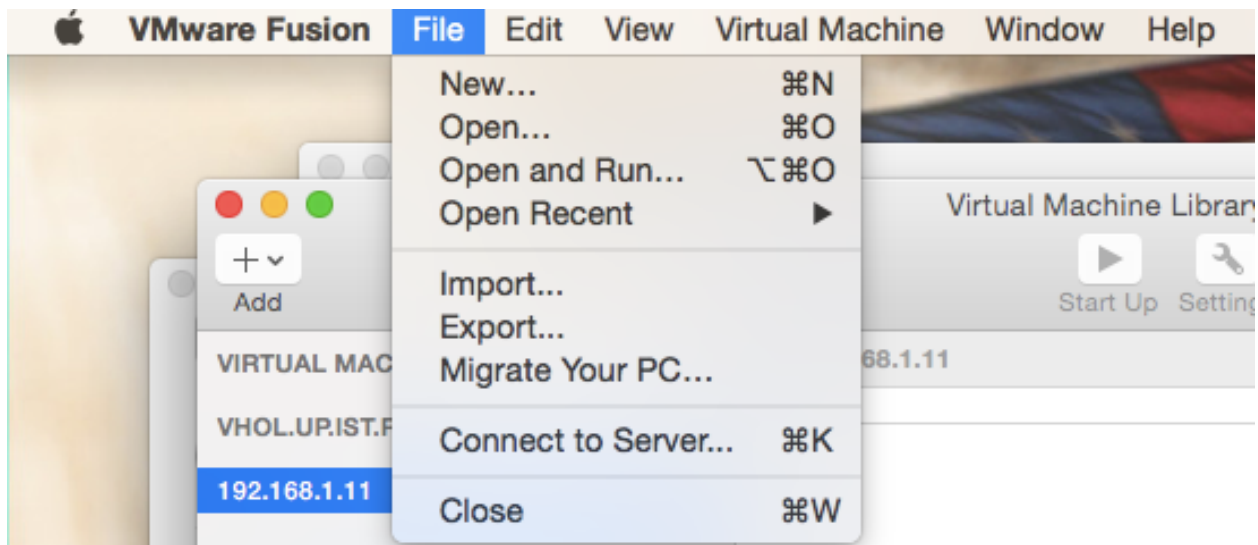 VMware Fusion File Edit View Virtual Machine Window Help
New... ⌘N
Open... ⌘O
Open and Run... ⌥⌘O
Open Recent ▶
Virtual Machine Library
Add
Start Up Setting
Import...
Export...
Migrate Your PC...
VIRTUAL MAC
68.1.11
VHOL.UP.IST.
Connect to Server... ⌘K
192.168.1.11
Close ⌘W